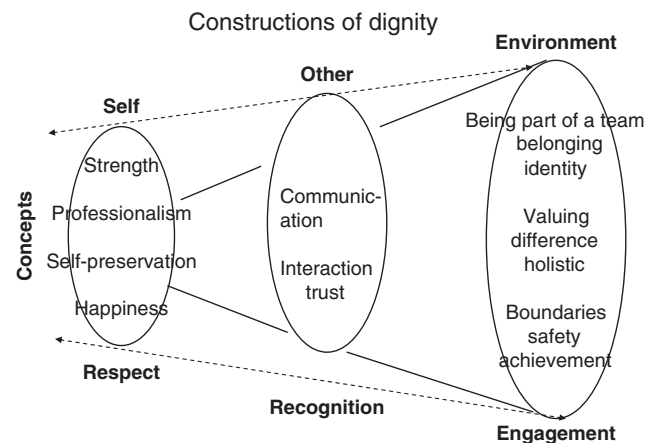 Constructions of dignity
Environment
Other
Self
Concepts
Strength
Professionalism
Self-preservation
Happiness
Communic-
ation
Interaction
trust
Being part of a team
belonging
identity
Valuing
difference
holistic
Boundaries
safety
achievement
Respect
Recognition
Engagement